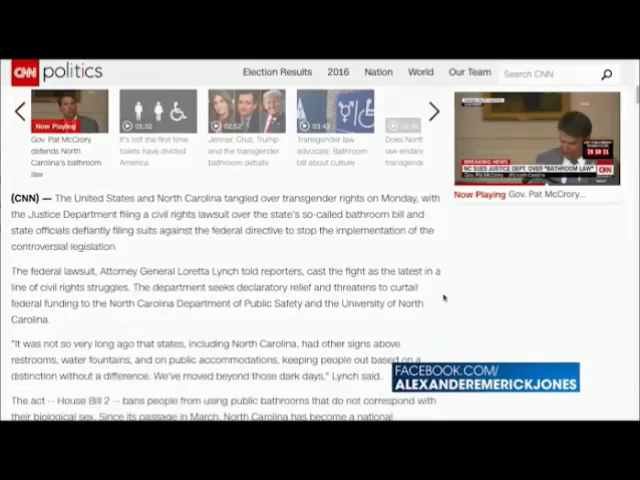 CNN politics
Election Results 2016 Nation World Our Team Search CNN
Now Playing
01:32
02:52
03:43
Gov. Pat McCrory defends North Carolina's bathroom law
It's not the first time toilets have divided America
Jenner, Cruz, Trump and the transgender bathroom debate
Transgender law advocate: Bathroom bill about culture
Does North
law endang
transgender
BREAKING NEWS
NC SUES JUSTICE DEPT. OVER "BATHROOM LAW"
CNN
Now Playing Gov. Pat McCrory...
(CNN) — The United States and North Carolina tangled over transgender rights on Monday, with
the Justice Department filing a civil rights lawsuit over the state's so-called bathroom bill and
state officials defiantly filing suits against the federal directive to stop the implementation of the
controversial legislation.
The federal lawsuit, Attorney General Loretta Lynch told reporters, cast the fight as the latest in a
line of civil rights struggles. The department seeks declaratory relief and threatens to curtail
federal funding to the North Carolina Department of Public Safety and the University of North
Carolina.
"It was not so very long ago that states, including North Carolina, had other signs above
restrooms, water fountains, and on public accommodations, keeping people out based on a
distinction without a difference. We've moved beyond those dark days," Lynch said.
FACEBOOK.COM/
ALEXANDEREMERICKJONES
The act -- House Bill 2 -- bans people from using public bathrooms that do not correspond with
their biological sex. Since its passage in March, North Carolina has become a national